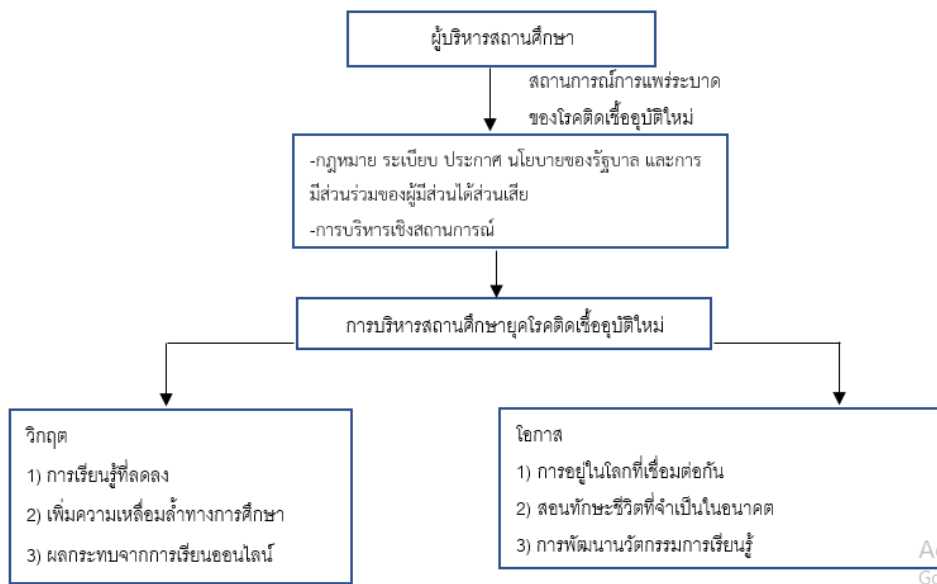 ผู้บริหารสถานศึกษา
สถานการณ์การแพร่ระบาด
ของโรคติดเชื้ออุบัติใหม่
-กฎหมาย ระเบียบ ประกาศ นโยบายของรัฐบาล และการ
มีส่วนร่วมของผู้มีส่วนได้ส่วนเสีย
-การบริหารเชิงสถานการณ์
การบริหารสถานศึกษายุคโรคติดเชื้ออุบัติใหม่
วิกฤต
1) การเรียนรู้ที่ลดลง
2) เพิ่มความเหลื่อมล้ำทางการศึกษา
3) ผลกระทบจากการเรียนออนไลน์
โอกาส
1) การอยู่ในโลกที่เชื่อมต่อกัน
2) สอนทักษะชีวิตที่จำเป็นในอนาคต
3) การพัฒนานวัตกรรมการเรียนรู้